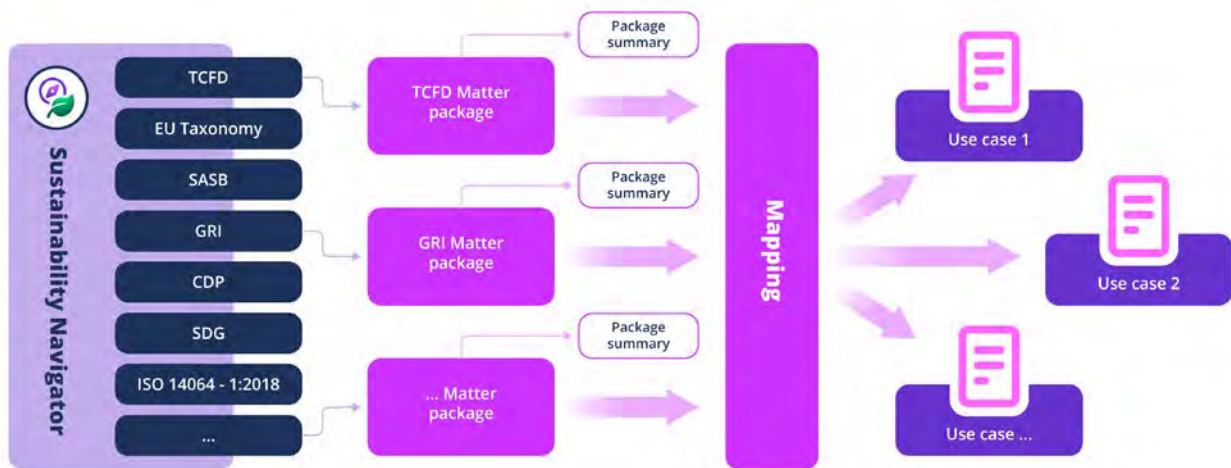 Sustainability Navigator
TCFD
EU Taxonomy
SASB
GRI
CDP
SDG
ISO 14064 - 1:2018
...
TCFD Matter
package
Package
summary
GRI Matter
package
Package
summary
... Matter
package
Package
summary
Mapping
Use case 1
Use case 2
Use case ...